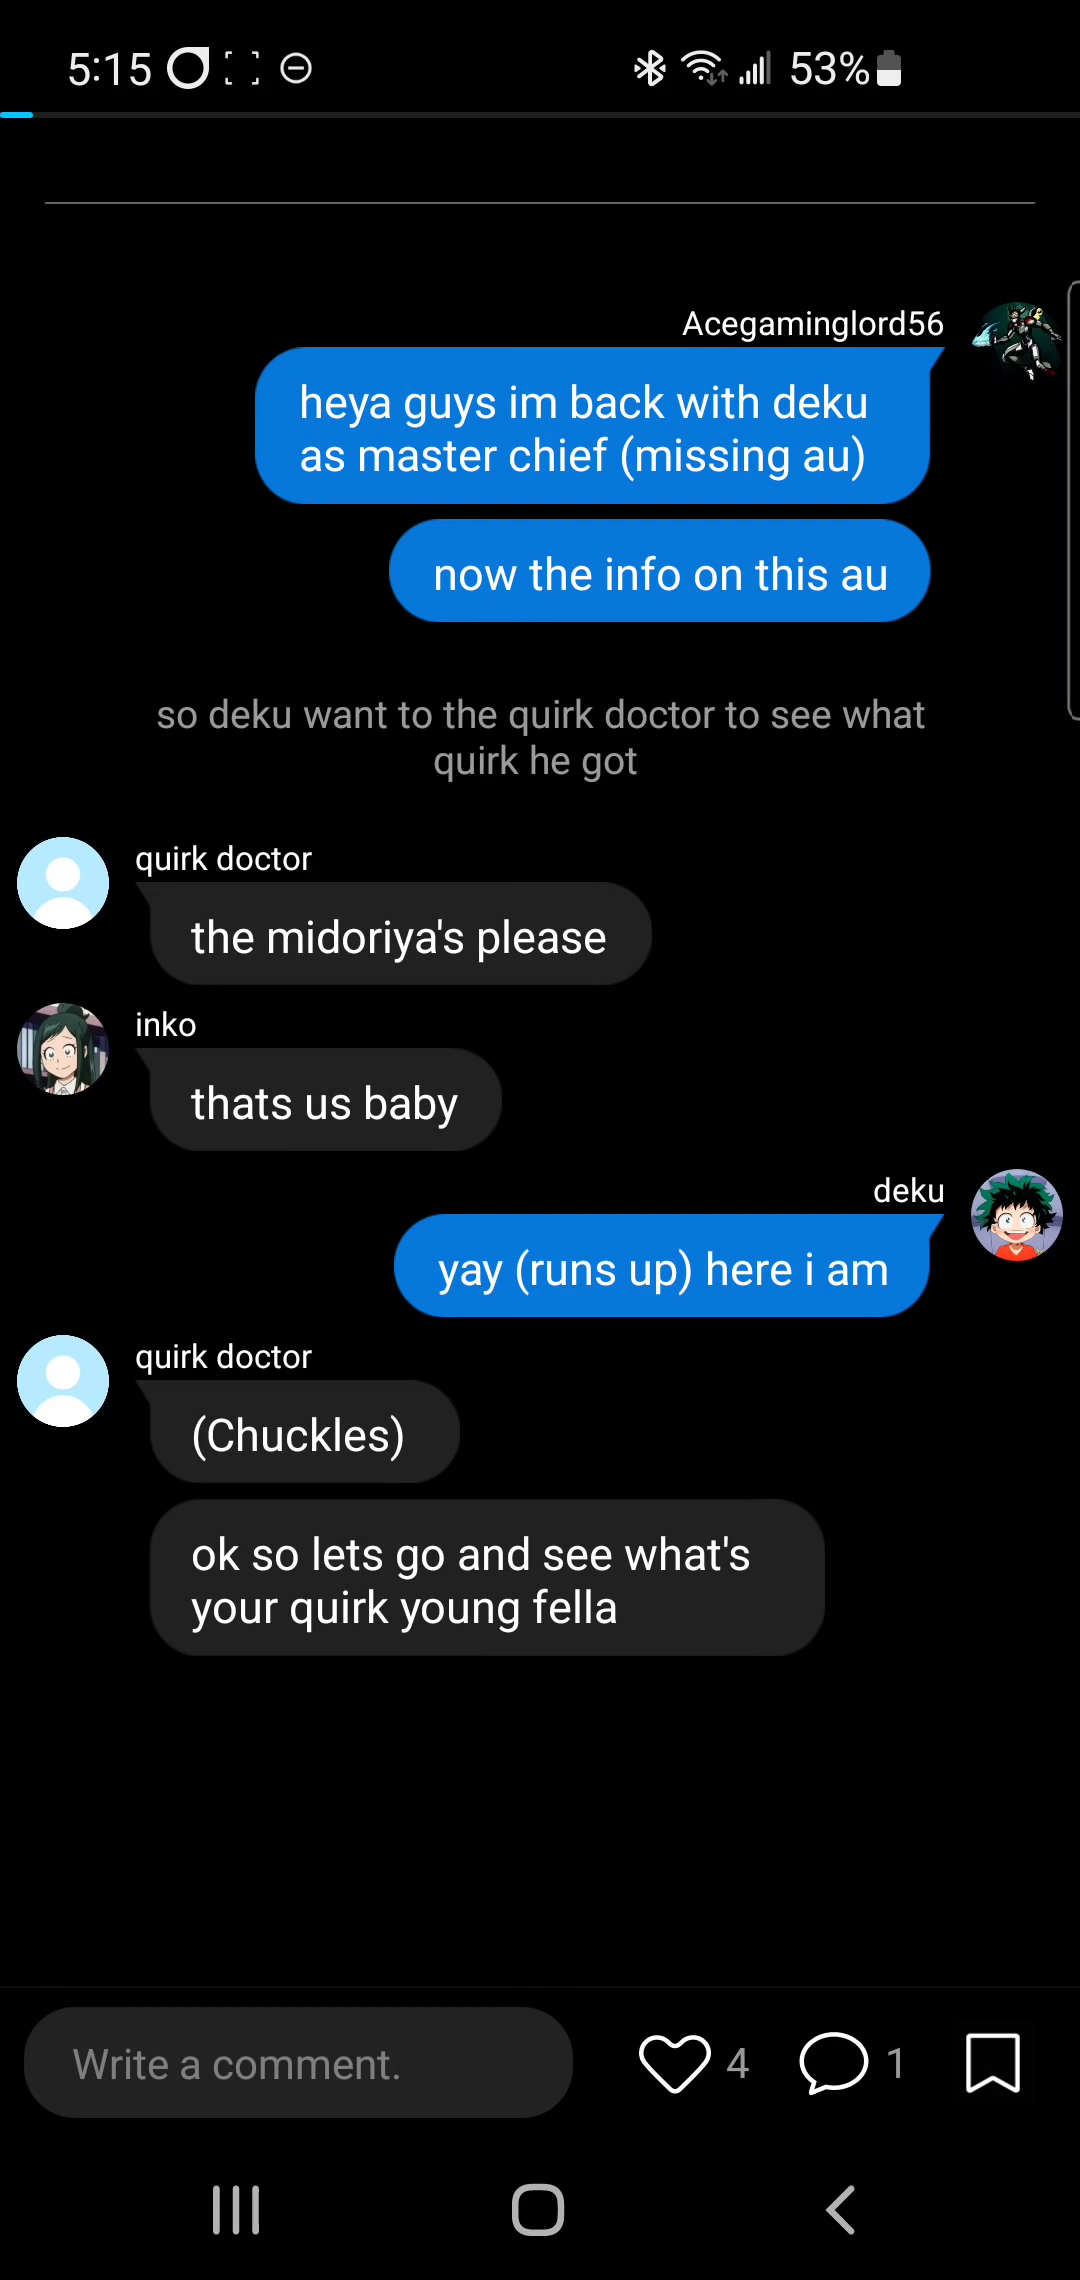 5:15
53%
Acegaminglord56
heya guys im back with deku
as master chief (missing au)
now the info on this au
so deku want to the quirk doctor to see what
quirk he got
quirk doctor
the midoriya's please
inko
thats us baby
deku
yay (runs up) here i am
quirk doctor
(Chuckles)
ok so lets go and see what's
your quirk young fella
Write a comment.
4
1